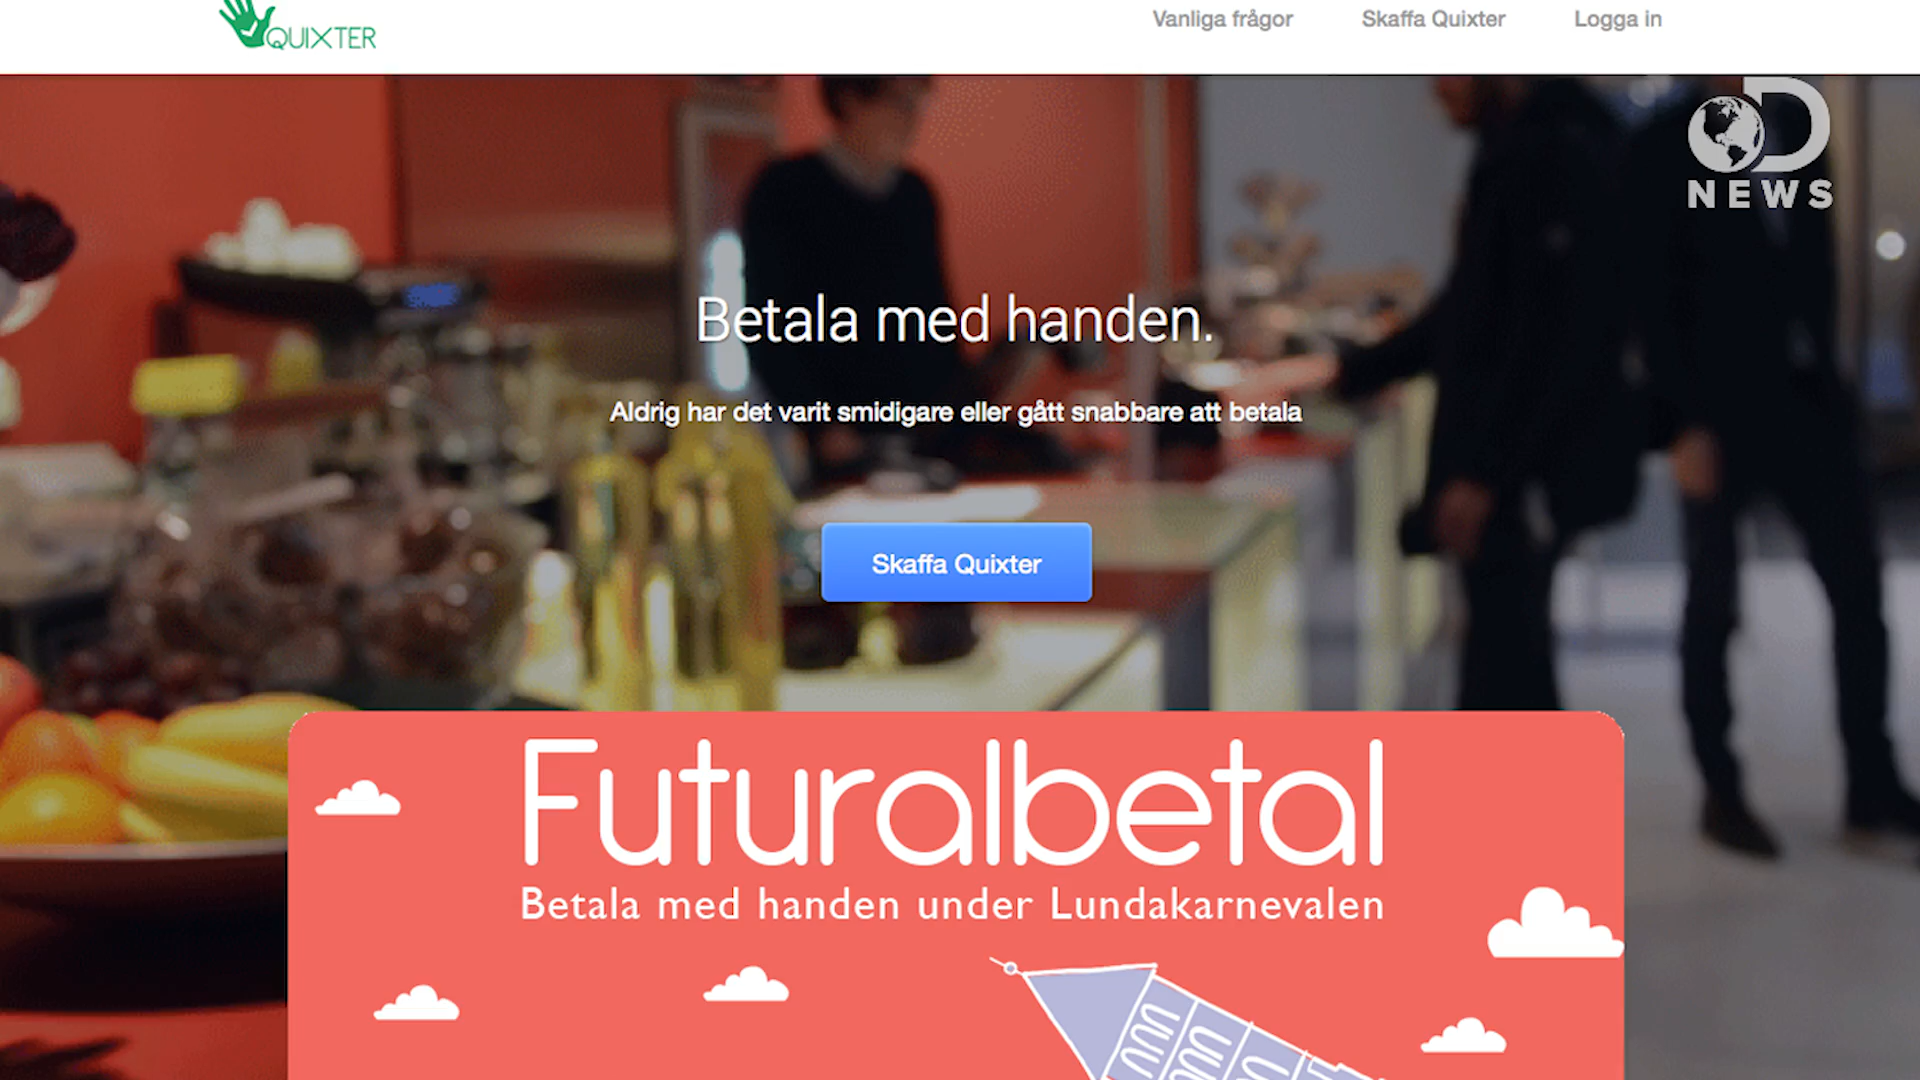 QUIXTER
Vanliga frågor
Skaffa Quixter
Logga in
D
NEWS
Betala med handen.
Aldrig har det varit smidigare eller gått snabbare att betala
Skaffa Quixter
Futuralbetal
Betala med handen under Lundakarnevalen